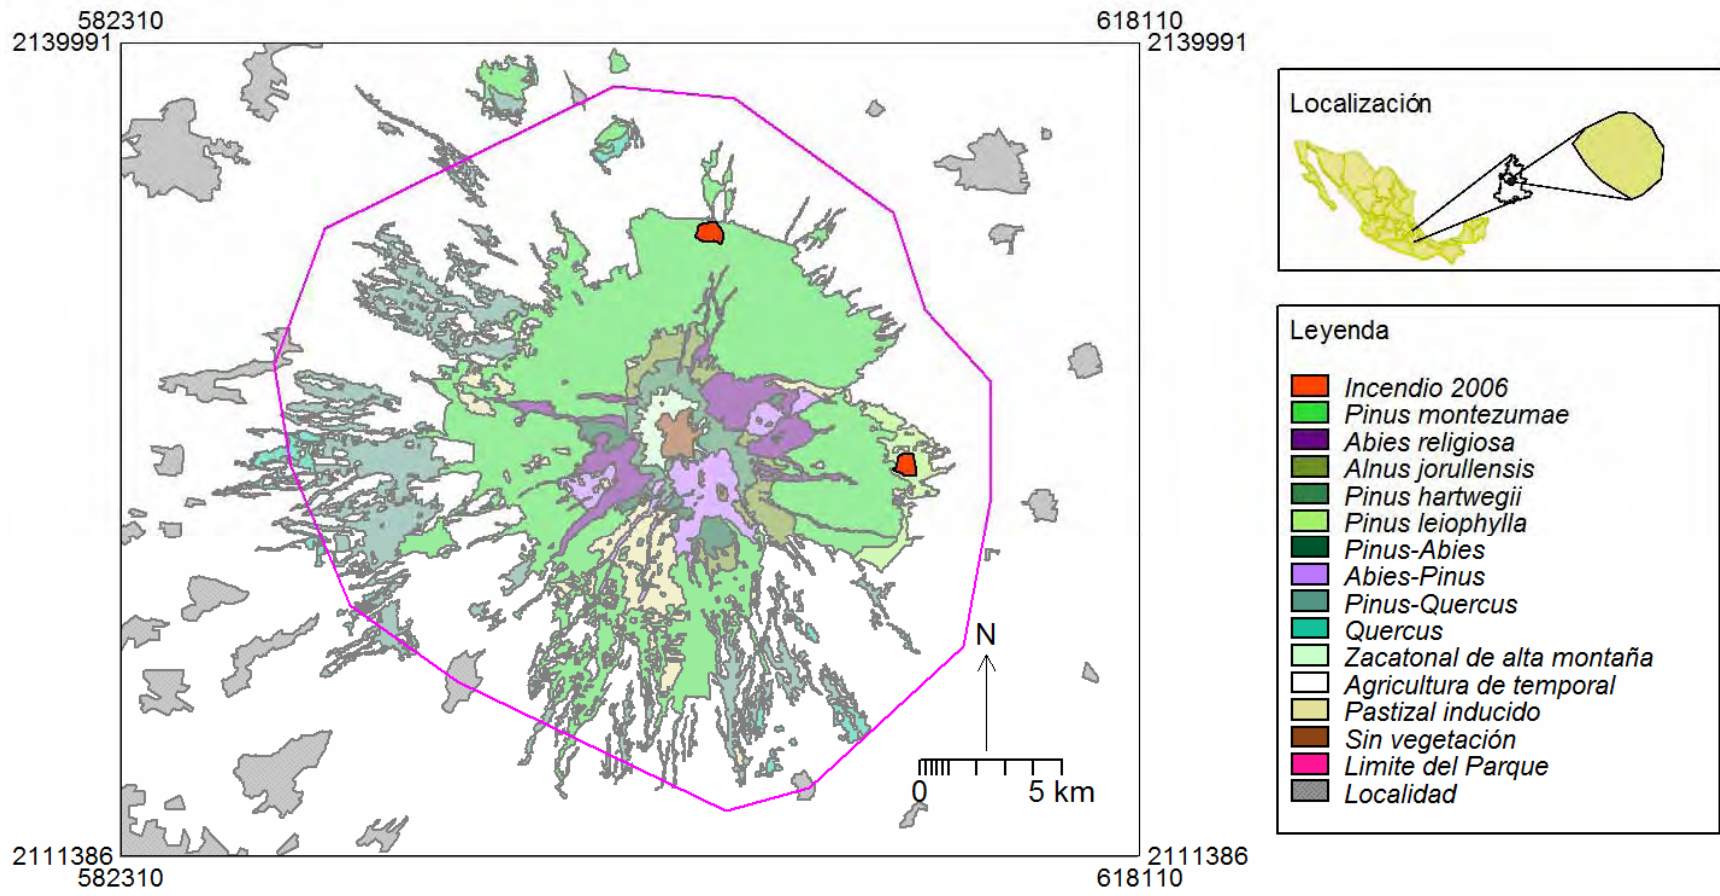 582310
618110
2139991
2139991
N
0
5 km
2111386
2111386
582310
618110
Localización
Leyenda
Incendio 2006
Pinus montezumae
Abies religiosa
Alnus jorullensis
Pinus hartwegii
Pinus leiophylla
Pinus-Abies
Abies-Pinus
Pinus-Quercus
Quercus
Zacatonal de alta montaña
Agricultura de temporal
Pastizal inducido
Sin vegetación
Limite del Parque
Localidad